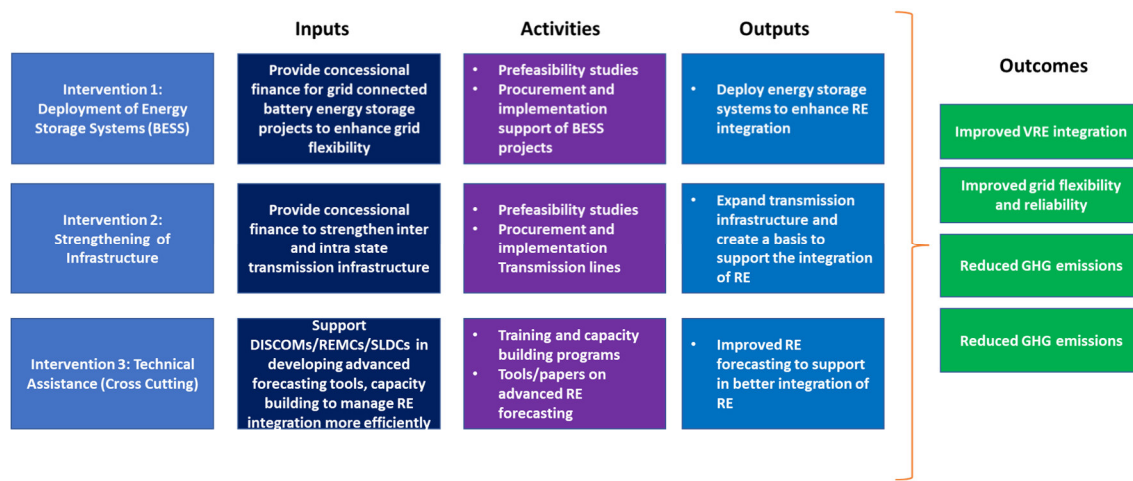 Inputs
Activities
Outputs
Outcomes
Intervention 1:
Deployment of Energy
Storage Systems (BESS)
Provide concessional
finance for grid connected
battery energy storage
projects to enhance grid
flexibility
• Prefeasibility studies
• Procurement and
implementation
support of BESS
projects
• Deploy energy storage
systems to enhance RE
integration
Intervention 2:
Strengthening of
Infrastructure
Provide concessional
finance to strengthen inter
and intra state
transmission infrastructure
• Prefeasibility studies
• Procurement and
implementation
Transmission lines
• Expand transmission
infrastructure and
create a basis to
support the integration
of RE
Intervention 3: Technical
Assistance (Cross Cutting)
Support
DISCOMs/REMCs/SLDCs in
developing advanced
forecasting tools, capacity
building to manage RE
integration more efficiently
• Training and capacity
building programs
• Tools/papers on
advanced RE
forecasting
• Improved RE
forecasting to support
in better integration of
RE
Improved VRE integration
Improved grid flexibility
and reliability
Reduced GHG emissions
Reduced GHG emissions